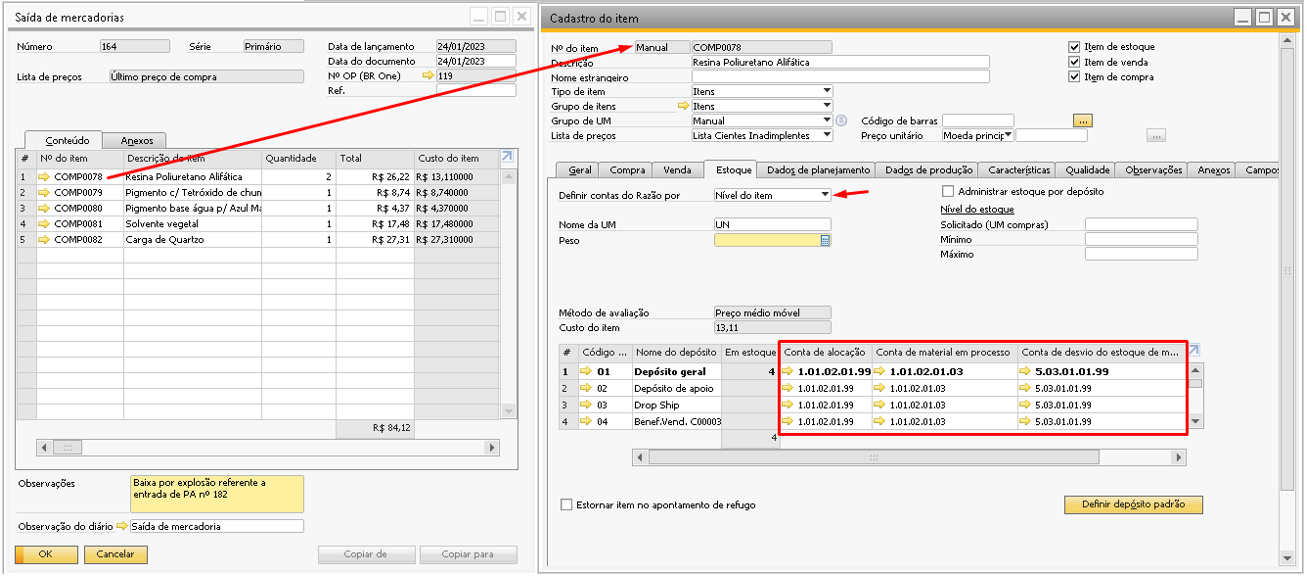 Saída de mercadorias
Número 164 Série Primário Data de lançamento 24/01/2023
Data do documento 24/01/2023
Lista de preços Último preço de compra Nº OP (BR One) 119
Ref.
Conteúdo Anexos
# Nº do item Descrição do item Quantidade Total Custo do item
1 COMP0078 Resina Poliuretano Alifática 2 R$ 26,22 R$ 13,110000
2 COMP0079 Pigmento c/ Tetróxido de chun 1 R$ 8,74 R$ 8,740000
3 COMP0080 Pigmento base água p/ Azul Ma 1 R$ 4,37 R$ 4,370000
4 COMP0081 Solvente vegetal 1 R$ 17,48 R$ 17,480000
5 COMP0082 Carga de Quartzo 1 R$ 27,31 R$ 27,310000
R$ 84,12
Observações Baixa por explosão referente a
entrada de PA nº 182
Observação do diário Saída de mercadoria
OK Cancelar Copiar de Copiar para
Cadastro do item
Nº do item Manual COMP0078 Item de estoque
Descrição Resina Poliuretano Alifática Item de venda
Nome estrangeiro Item de compra
Tipo de item Itens
Grupo de itens Itens
Grupo de UM Manual Código de barras ...
Lista de preços Lista Cientes Inadimplentes Preço unitário Moeda princip ...
Geral Compra Venda Estoque Dados de planejamento Dados de produção Características Qualidade Observações Anexos Campos
Definir contas do Razão por Nível do item Administrar estoque por depósito
Nível do estoque
Nome da UM UN Solicitado (UM compras)
Peso Mínimo
Máximo
Método de avaliação Preço médio móvel
Custo do item 13,11
# Código ... Nome do depósito Em estoque Conta de alocação Conta de material em processo Conta de desvio do estoque de m...
1 01 Depósito geral 4 1.01.02.01.99 1.01.02.01.03 5.03.01.01.99
2 02 Depósito de apoio 1.01.02.01.99 1.01.02.01.03 5.03.01.01.99
3 03 Drop Ship 1.01.02.01.99 1.01.02.01.03 5.03.01.01.99
4 04 Benef.Vend. C00003 1.01.02.01.99 1.01.02.01.03 5.03.01.01.99
4
Estornar item no apontamento de refugo Definir depósito padrão